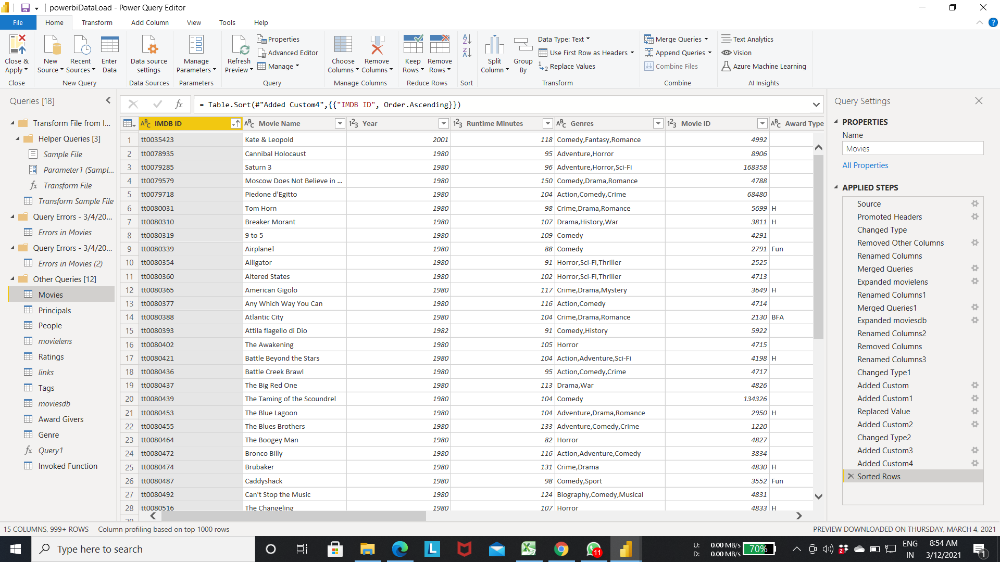 powerbiDataLoad - Power Query Editor
File Home Transform Add Column View Tools Help
Close & Apply
New Source
Recent Sources
Enter Data
Data source settings
Manage Parameters
Refresh Preview
Properties
Advanced Editor
Manage
Choose Columns
Remove Columns
Keep Rows
Remove Rows
Split Column
Group By
Data Type: Text
Use First Row as Headers
Replace Values
Merge Queries
Append Queries
Combine Files
Text Analytics
Vision
Azure Machine Learning
Close New Query Data Sources Parameters Query Manage Columns Reduce Rows Sort Transform Combine AI Insights
Queries [18]
Transform File from I...
Helper Queries [3]
Sample File
Parameter1 (Sampl...
fx Transform File
Transform Sample File
Query Errors - 3/4/20...
Errors in Movies
Query Errors - 3/4/20...
Errors in Movies (2)
Other Queries [12]
Movies
Principals
People
movielens
Ratings
links
Tags
moviesdb
Award Givers
Genre
fx Query1
Invoked Function
fx = Table.Sort(#"Added Custom4",{{"IMDB ID", Order.Ascending}})
ABC IMDB ID ABC Movie Name 123 Year 123 Runtime Minutes ABC Genres 123 Movie ID ABC Award Type
1 tt0035423 Kate & Leopold 2001 118 Comedy,Fantasy,Romance 4992
2 tt0078935 Cannibal Holocaust 1980 95 Adventure,Horror 8906
3 tt0079285 Saturn 3 1980 96 Adventure,Horror,Sci-Fi 168358
4 tt0079579 Moscow Does Not Believe in ... 1980 150 Comedy,Drama,Romance 4788
5 tt0079718 Piedone d'Egitto 1980 104 Action,Comedy,Crime 68480
6 tt0080031 Tom Horn 1980 98 Crime,Drama,Romance 5699 H
7 tt0080310 Breaker Morant 1980 107 Drama,History,War 3811 H
8 tt0080319 9 to 5 1980 109 Comedy 4291
9 tt0080339 Airplane! 1980 88 Comedy 2791 Fun
10 tt0080354 Alligator 1980 91 Horror,Sci-Fi,Thriller 2525
11 tt0080360 Altered States 1980 102 Horror,Sci-Fi,Thriller 4713
12 tt0080365 American Gigolo 1980 117 Crime,Drama,Mystery 3649 H
13 tt0080377 Any Which Way You Can 1980 116 Action,Comedy 4714
14 tt0080388 Atlantic City 1980 104 Crime,Drama,Romance 2130 BFA
15 tt0080393 Attila flagello di Dio 1982 91 Comedy,History 5922
16 tt0080402 The Awakening 1980 105 Horror 4715
17 tt0080421 Battle Beyond the Stars 1980 104 Action,Adventure,Sci-Fi 4198 H
18 tt0080436 Battle Creek Brawl 1980 95 Action,Comedy,Crime 4717
19 tt0080437 The Big Red One 1980 113 Drama,War 4826
20 tt0080439 The Taming of the Scoundrel 1980 104 Comedy 134326
21 tt0080453 The Blue Lagoon 1980 104 Adventure,Drama,Romance 2950 H
22 tt0080455 The Blues Brothers 1980 133 Adventure,Comedy,Crime 1220
23 tt0080464 The Boogey Man 1980 82 Horror 4827
24 tt0080472 Bronco Billy 1980 116 Action,Adventure,Comedy 3834
25 tt0080474 Brubaker 1980 131 Crime,Drama 4830 H
26 tt0080487 Caddyshack 1980 98 Comedy,Sport 3552 Fun
27 tt0080492 Can't Stop the Music 1980 124 Biography,Comedy,Musical 4831
28 tt0080516 The Changeling 1980 107 Horror 4833 H
29
Query Settings
PROPERTIES
Name
Movies
All Properties
APPLIED STEPS
Source
Promoted Headers
Changed Type
Removed Other Columns
Renamed Columns
Merged Queries
Expanded movielens
Renamed Columns1
Merged Queries1
Expanded moviesdb
Renamed Columns2
Removed Columns
Renamed Columns3
Changed Type1
Added Custom
Added Custom1
Replaced Value
Added Custom2
Changed Type2
Added Custom3
Added Custom4
Sorted Rows
15 COLUMNS, 999+ ROWS Column profiling based on top 1000 rows PREVIEW DOWNLOADED ON THURSDAY, MARCH 4, 2021
Type here to search
L
11
U: 0.00 MB/s
D: 0.00 MB/s
70%
2
ENG
IN
8:54 AM
3/12/2021
1